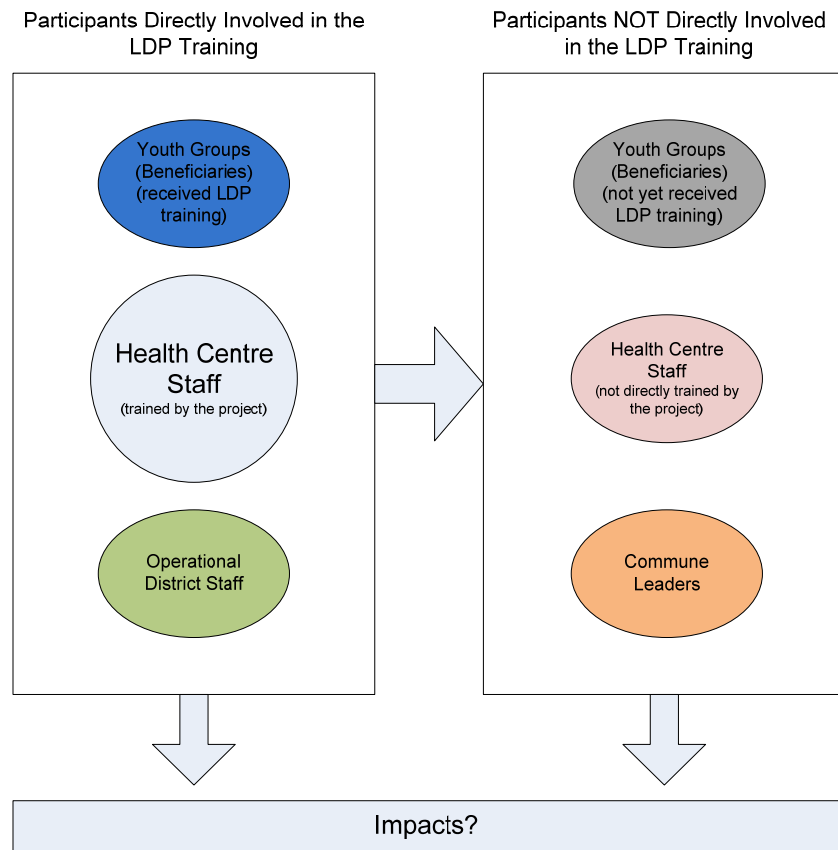 Participants Directly Involved in the
LDP Training
Participants NOT Directly Involved
in the LDP Training
Youth Groups
(Beneficiaries)
(received LDP
training)
Youth Groups
(Beneficiaries)
(not yet received
LDP training)
Health Centre
Staff
(trained by the project)
Health Centre
Staff
(not directly trained by
the project)
Operational
District Staff
Commune
Leaders
Impacts?